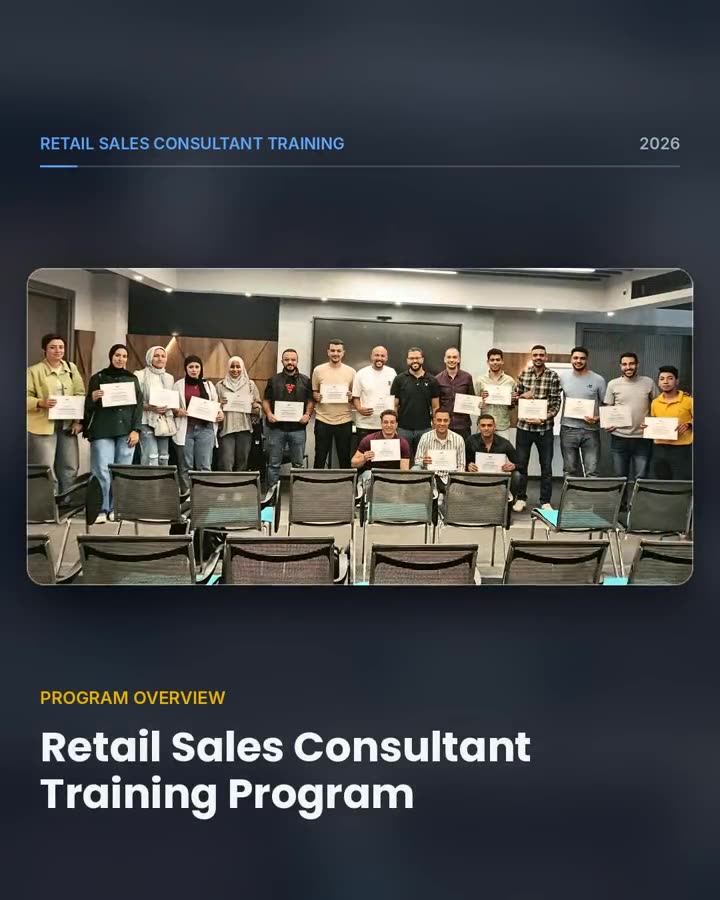 RETAIL SALES CONSULTANT TRAINING
2026
PROGRAM OVERVIEW
Retail Sales Consultant
Training Program